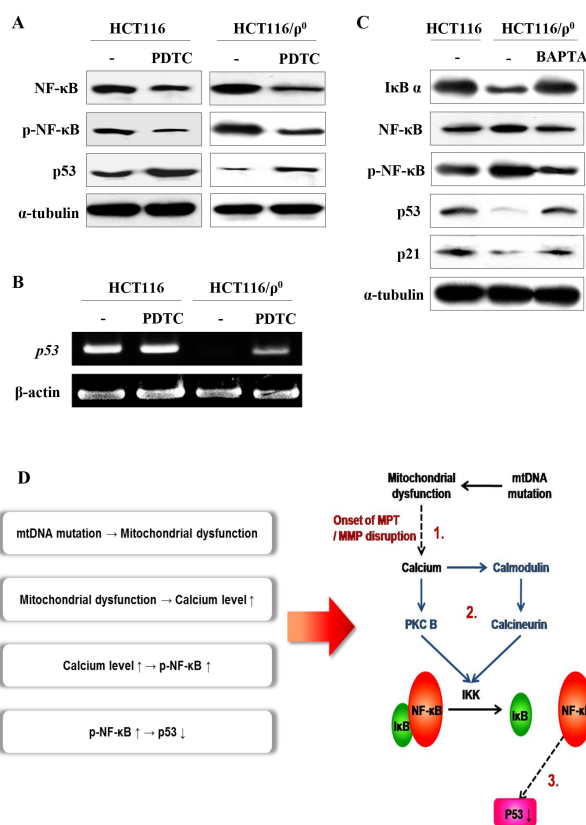 A
HCT116 HCT116/ρ⁰
- PDTC - PDTC
NF-κB
p-NF-κB
p53
α-tubulin
B
HCT116 HCT116/ρ⁰
- PDTC - PDTC
p53
β-actin
C
HCT116 HCT116/ρ⁰
- - BAPTA
IκB α
NF-κB
p-NF-κB
p53
p21
α-tubulin
D
mtDNA mutation → Mitochondrial dysfunction
Mitochondrial dysfunction → Calcium level ↑
Calcium level ↑ → p-NF-κB ↑
p-NF-κB ↑ → p53 ↓
Mitochondrial mtDNA
dysfunction mutation
Onset of MPT
/ MMP disruption 1.
Calcium Calmodulin
2.
PKC B Calcineurin
IKK
IκB NF-κB IκB NF-κB
3.
P53 ↓